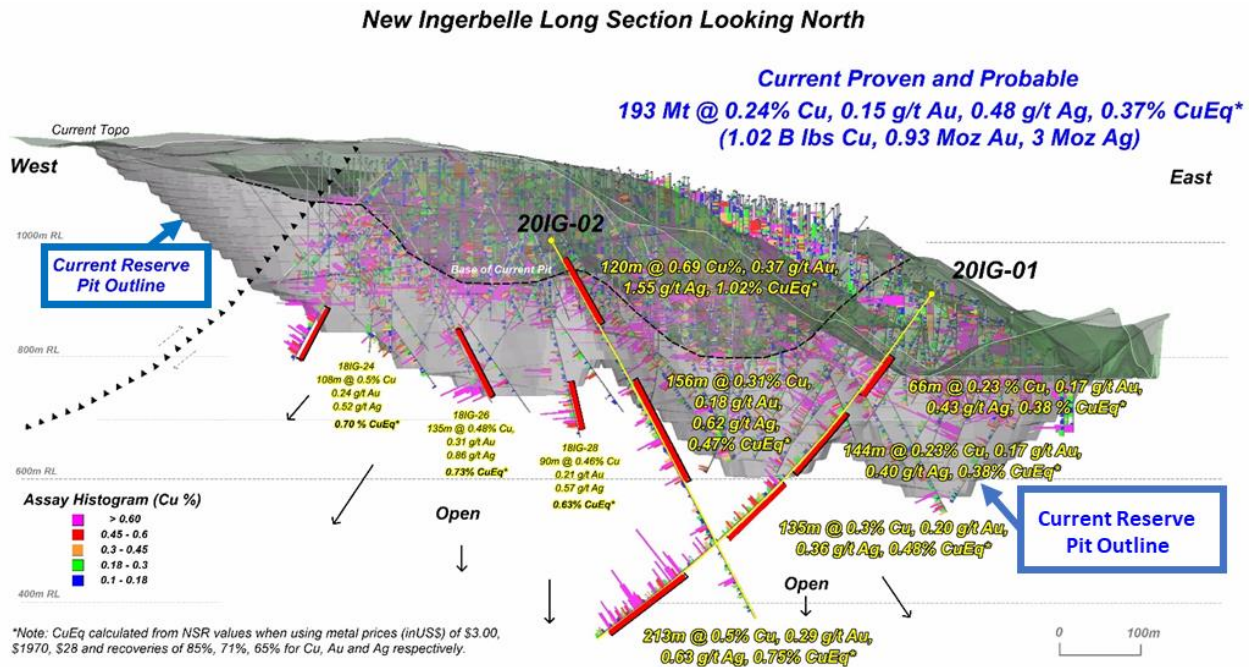 New Ingerbelle Long Section Looking North
Current Proven and Probable
193 Mt @ 0.24% Cu, 0.15 g/t Au, 0.48 g/t Ag, 0.37% CuEq*
(1.02 B lbs Cu, 0.93 Moz Au, 3 Moz Ag)
Current Topo
West
East
1000m RL
Current Reserve
Pit Outline
20IG-02
Base of Current Pit
120m @ 0.69 Cu%, 0.37 g/t Au,
1.55 g/t Ag, 1.02% CuEq*
20IG-01
800m RL
18IG-24
108m @ 0.5% Cu
0.24 g/t Au
0.52 g/t Ag
0.70 % CuEq*
18IG-26
135m @ 0.48% Cu,
0.31 g/t Au
0.86 g/t Ag
0.73% CuEq*
18IG-28
90m @ 0.46% Cu
0.21 g/t Au
0.57 g/t Ag
0.63% CuEq*
156m @ 0.31% Cu,
0.18 g/t Au,
0.62 g/t Ag,
0.47% CuEq*
66m @ 0.23 % Cu, 0.17 g/t Au,
0.43 g/t Ag, 0.38 % CuEq*
144m @ 0.23% Cu, 0.17 g/t Au,
0.40 g/t Ag, 0.38% CuEq*
600m RL
Assay Histogram (Cu %)
> 0.60
0.45 - 0.6
0.3 - 0.45
0.18 - 0.3
0.1 - 0.18
Open
135m @ 0.3% Cu, 0.20 g/t Au,
0.36 g/t Ag, 0.48% CuEq*
Current Reserve
Pit Outline
Open
400m RL
213m @ 0.5% Cu, 0.29 g/t Au,
0.63 g/t Ag, 0.75% CuEq*
*Note: CuEq calculated from NSR values when using metal prices (inUS$) of $3.00,
$1970, $28 and recoveries of 85%, 71%, 65% for Cu, Au and Ag respectively.
0 100m